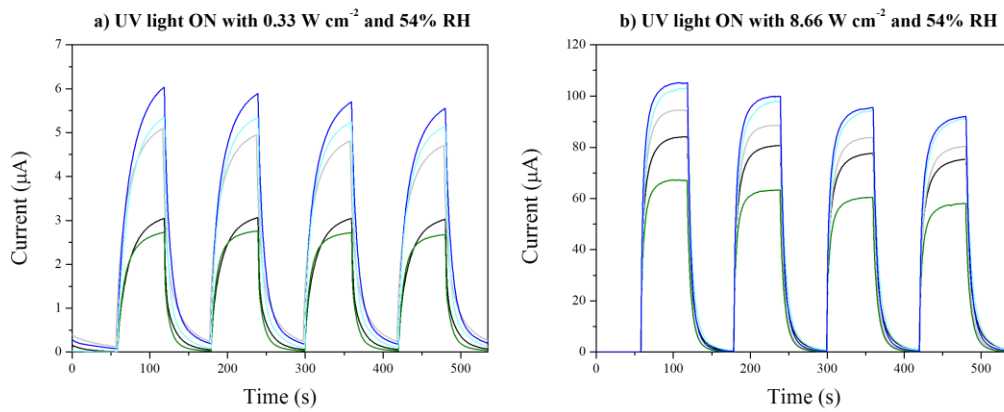 a) UV light ON with 0.33 W cm⁻² and 54% RH
7
6
5
4
3
2
1
0
Current (μA)
0 100 200 300 400 500
Time (s)
b) UV light ON with 8.66 W cm⁻² and 54% RH
120
100
80
60
40
20
0
Current (μA)
0 100 200 300 400 500
Time (s)